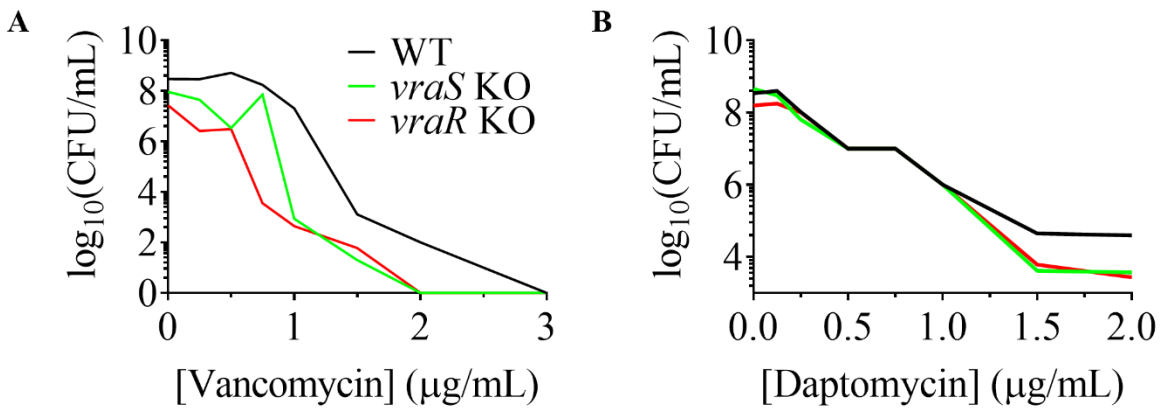 A
log10(CFU/mL)
10
8
6
4
2
0
0 1 2 3
[Vancomycin] (μg/mL)
WT
vraS KO
vraR KO
B
log10(CFU/mL)
10
8
6
4
0.0 0.5 1.0 1.5 2.0
[Daptomycin] (μg/mL)